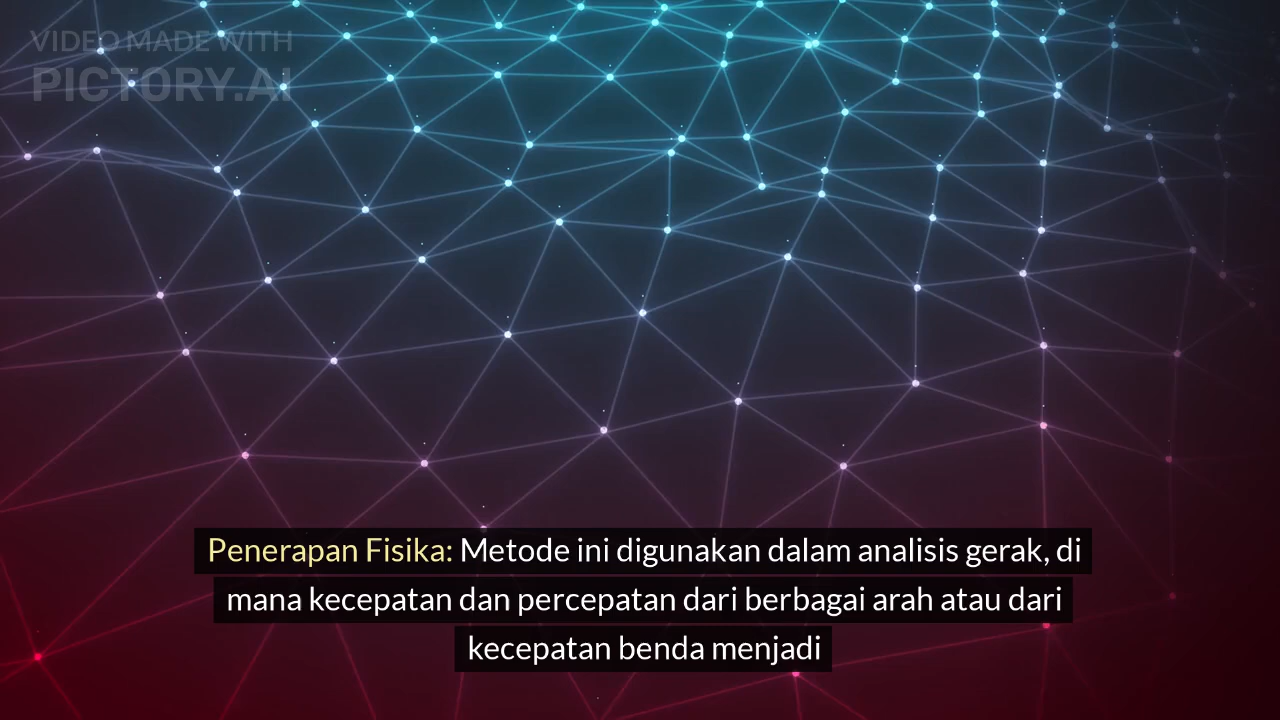 VIDEO MADE WITH
PICTORY.AI
Penerapan Fisika: Metode ini digunakan dalam analisis gerak, di
mana kecepatan dan percepatan dari berbagai arah atau dari
kecepatan benda menjadi